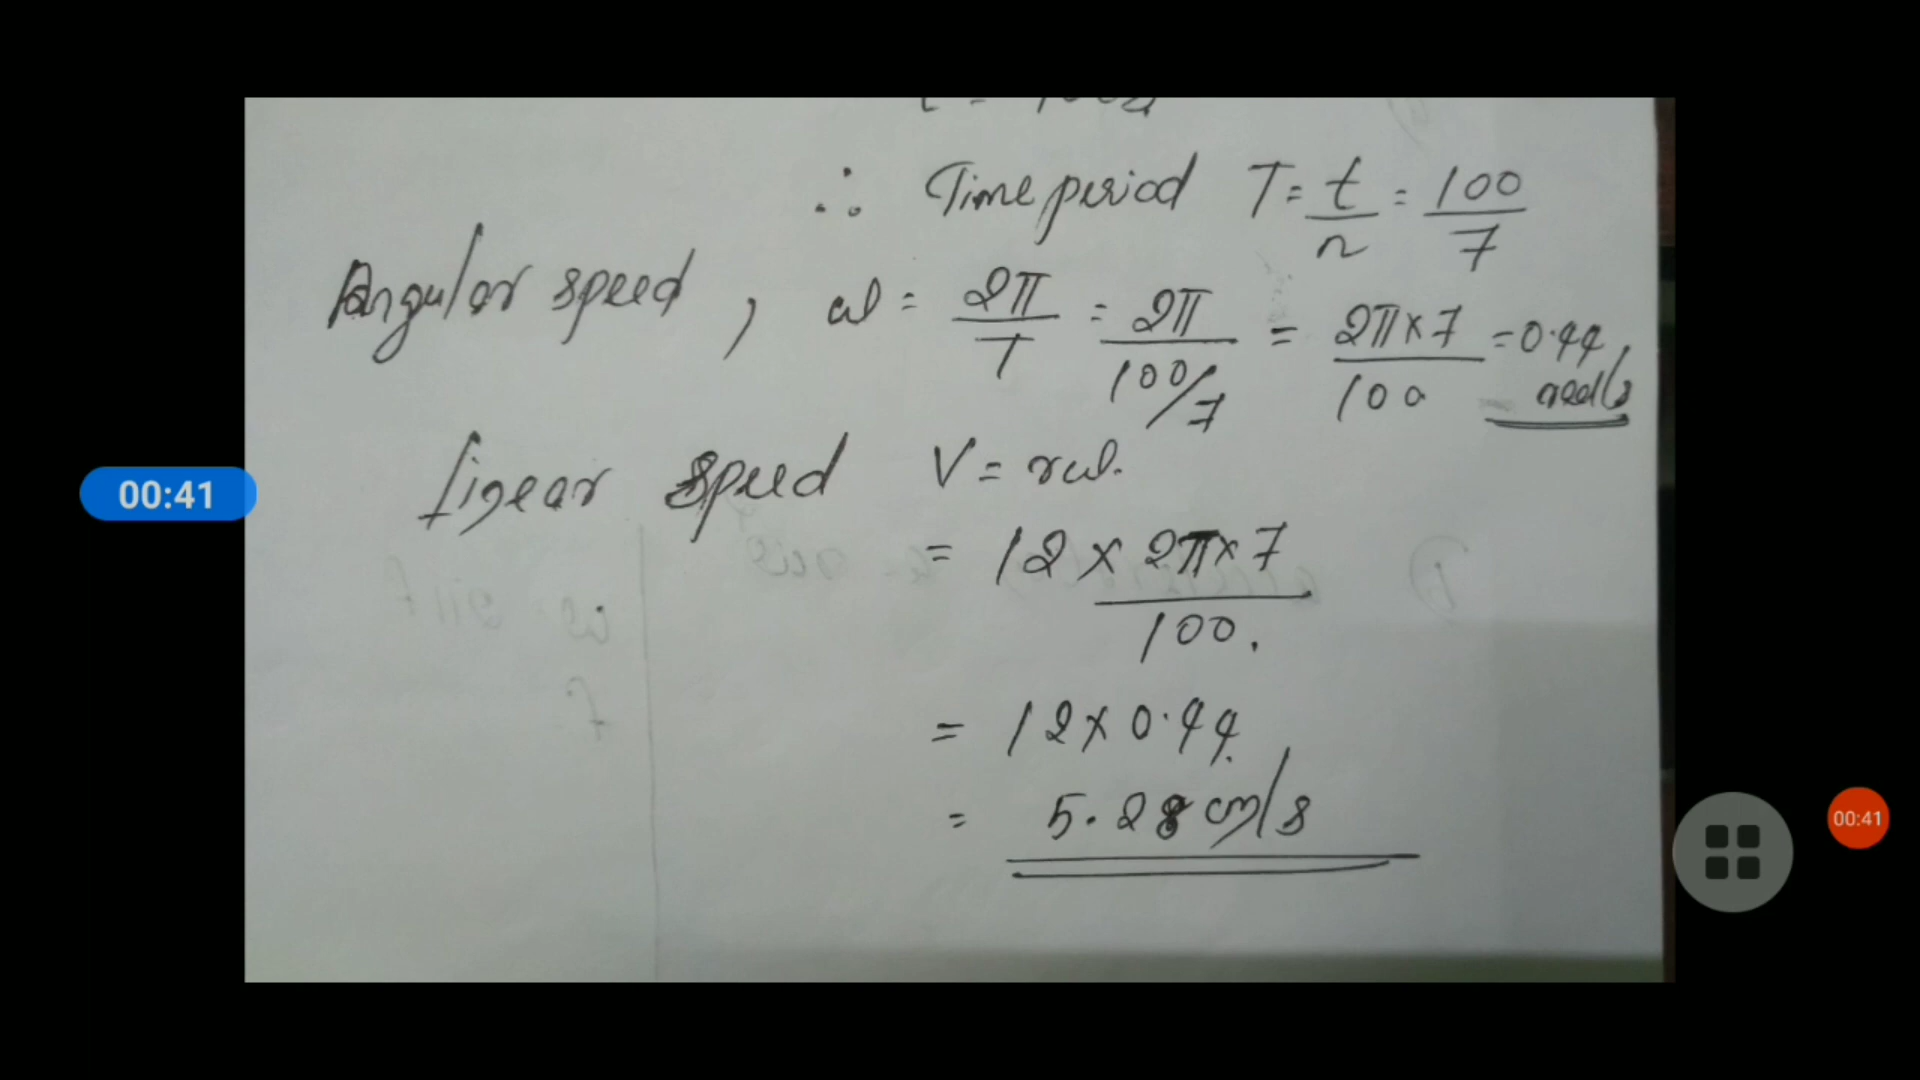 ∴ Time period T = t/n = 100/7
Angular speed, ω = 2π/T = 2π/100/7 = 2π×7/100 = 0.44 rad/s
Linear speed V = rω.
= 12 × 2π×7/100.
= 12×0.44
= 5.28 cm/s
00:41
00:41